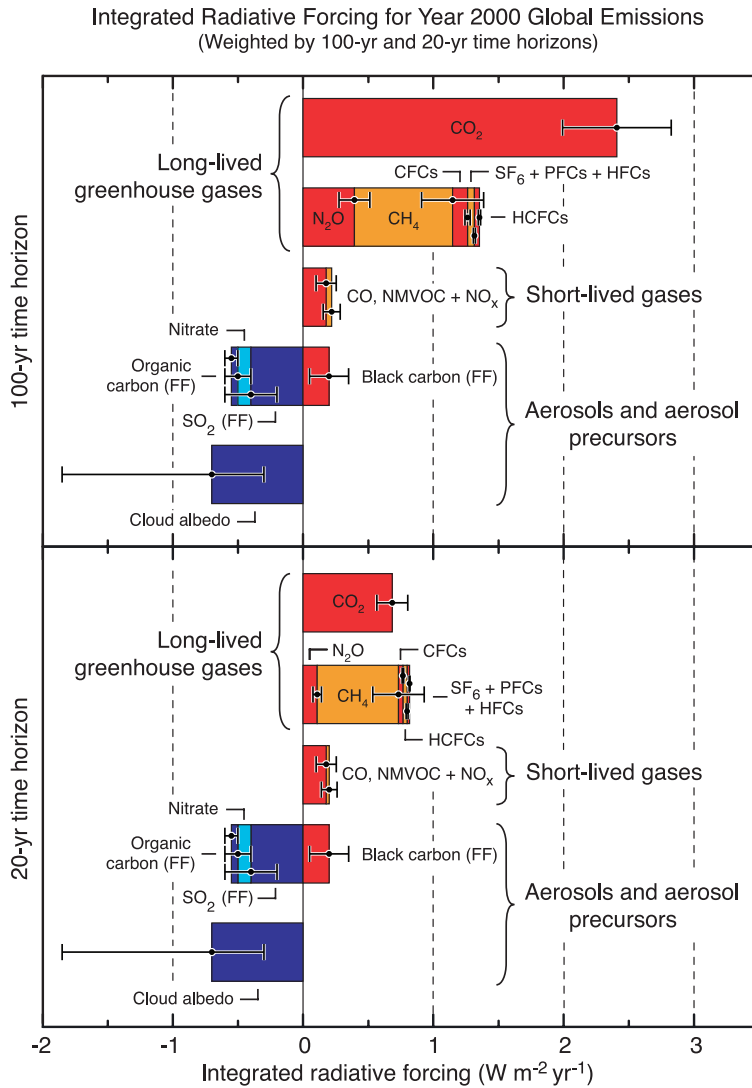 Integrated Radiative Forcing for Year 2000 Global Emissions
(Weighted by 100-yr and 20-yr time horizons)
100-yr time horizon
Long-lived
greenhouse gases
CO₂
CFCs
SF₆ + PFCs + HFCs
N₂O
CH₄
HCFCs
CO, NMVOC + NOₓ
Short-lived gases
Nitrate
Organic
carbon (FF)
SO₂ (FF)
Black carbon (FF)
Aerosols and aerosol
precursors
Cloud albedo
20-yr time horizon
Long-lived
greenhouse gases
CO₂
N₂O
CFCs
CH₄
SF₆ + PFCs
+ HFCs
HCFCs
CO, NMVOC + NOₓ
Short-lived gases
Nitrate
Organic
carbon (FF)
SO₂ (FF)
Black carbon (FF)
Aerosols and aerosol
precursors
Cloud albedo
-2 -1 0 1 2 3
Integrated radiative forcing (W m⁻² yr⁻¹)